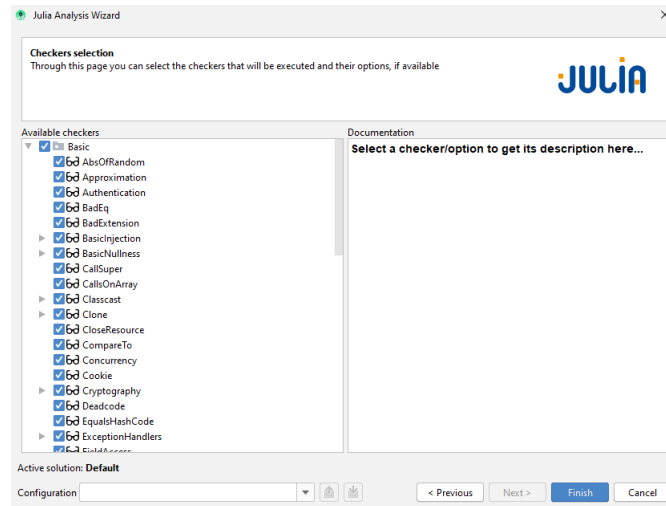 Julia Analysis Wizard
Checkers selection
Through this page you can select the checkers that will be executed and their options, if available
JULIA
Available checkers
Documentation
Basic
Select a checker/option to get its description here...
AbsOfRandom
Approximation
Authentication
BadEq
BadExtension
BasicInjection
BasicNullness
CallSuper
CallsOnArray
Classcast
Clone
CloseResource
CompareTo
Concurrency
Cookie
Cryptography
Deadcode
EqualsHashCode
ExceptionHandlers
FieldAccess
Active solution: Default
Configuration
< Previous
Next >
Finish
Cancel